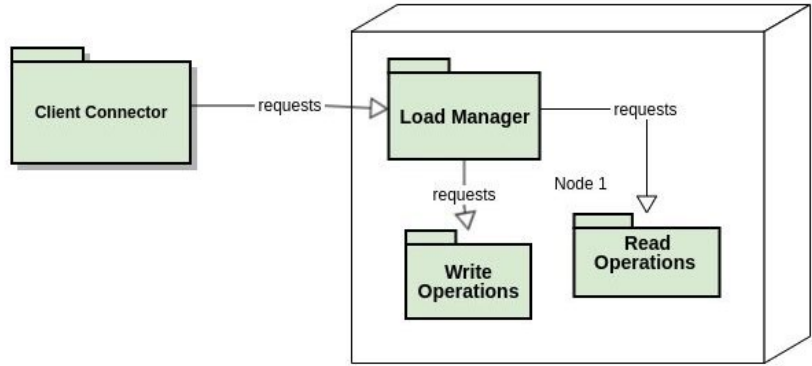 Client Connector
requests
Load Manager
requests
requests
Node 1
Write
Operations
Read
Operations